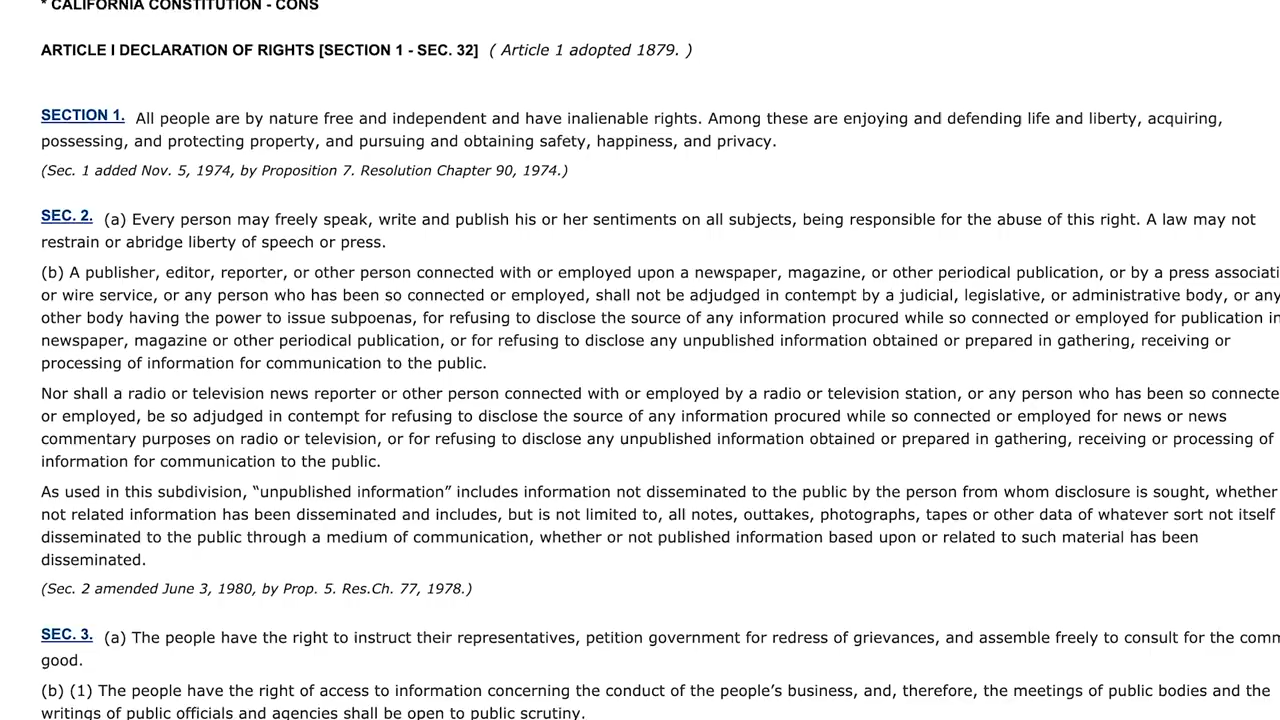 * CALIFORNIA CONSTITUTION - CONS
ARTICLE I DECLARATION OF RIGHTS [SECTION 1 - SEC. 32] ( Article 1 adopted 1879. )
SECTION 1. All people are by nature free and independent and have inalienable rights. Among these are enjoying and defending life and liberty, acquiring,
possessing, and protecting property, and pursuing and obtaining safety, happiness, and privacy.
(Sec. 1 added Nov. 5, 1974, by Proposition 7. Resolution Chapter 90, 1974.)
SEC. 2. (a) Every person may freely speak, write and publish his or her sentiments on all subjects, being responsible for the abuse of this right. A law may not
restrain or abridge liberty of speech or press.
(b) A publisher, editor, reporter, or other person connected with or employed upon a newspaper, magazine, or other periodical publication, or by a press associati
or wire service, or any person who has been so connected or employed, shall not be adjudged in contempt by a judicial, legislative, or administrative body, or any
other body having the power to issue subpoenas, for refusing to disclose the source of any information procured while so connected or employed for publication in
newspaper, magazine or other periodical publication, or for refusing to disclose any unpublished information obtained or prepared in gathering, receiving or
processing of information for communication to the public.
Nor shall a radio or television news reporter or other person connected with or employed by a radio or television station, or any person who has been so connecte
or employed, be so adjudged in contempt for refusing to disclose the source of any information procured while so connected or employed for news or news
commentary purposes on radio or television, or for refusing to disclose any unpublished information obtained or prepared in gathering, receiving or processing of
information for communication to the public.
As used in this subdivision, “unpublished information” includes information not disseminated to the public by the person from whom disclosure is sought, whether
not related information has been disseminated and includes, but is not limited to, all notes, outtakes, photographs, tapes or other data of whatever sort not itself
disseminated to the public through a medium of communication, whether or not published information based upon or related to such material has been
disseminated.
(Sec. 2 amended June 3, 1980, by Prop. 5. Res.Ch. 77, 1978.)
SEC. 3. (a) The people have the right to instruct their representatives, petition government for redress of grievances, and assemble freely to consult for the comm
good.
(b) (1) The people have the right of access to information concerning the conduct of the people’s business, and, therefore, the meetings of public bodies and the
writings of public officials and agencies shall be open to public scrutiny.